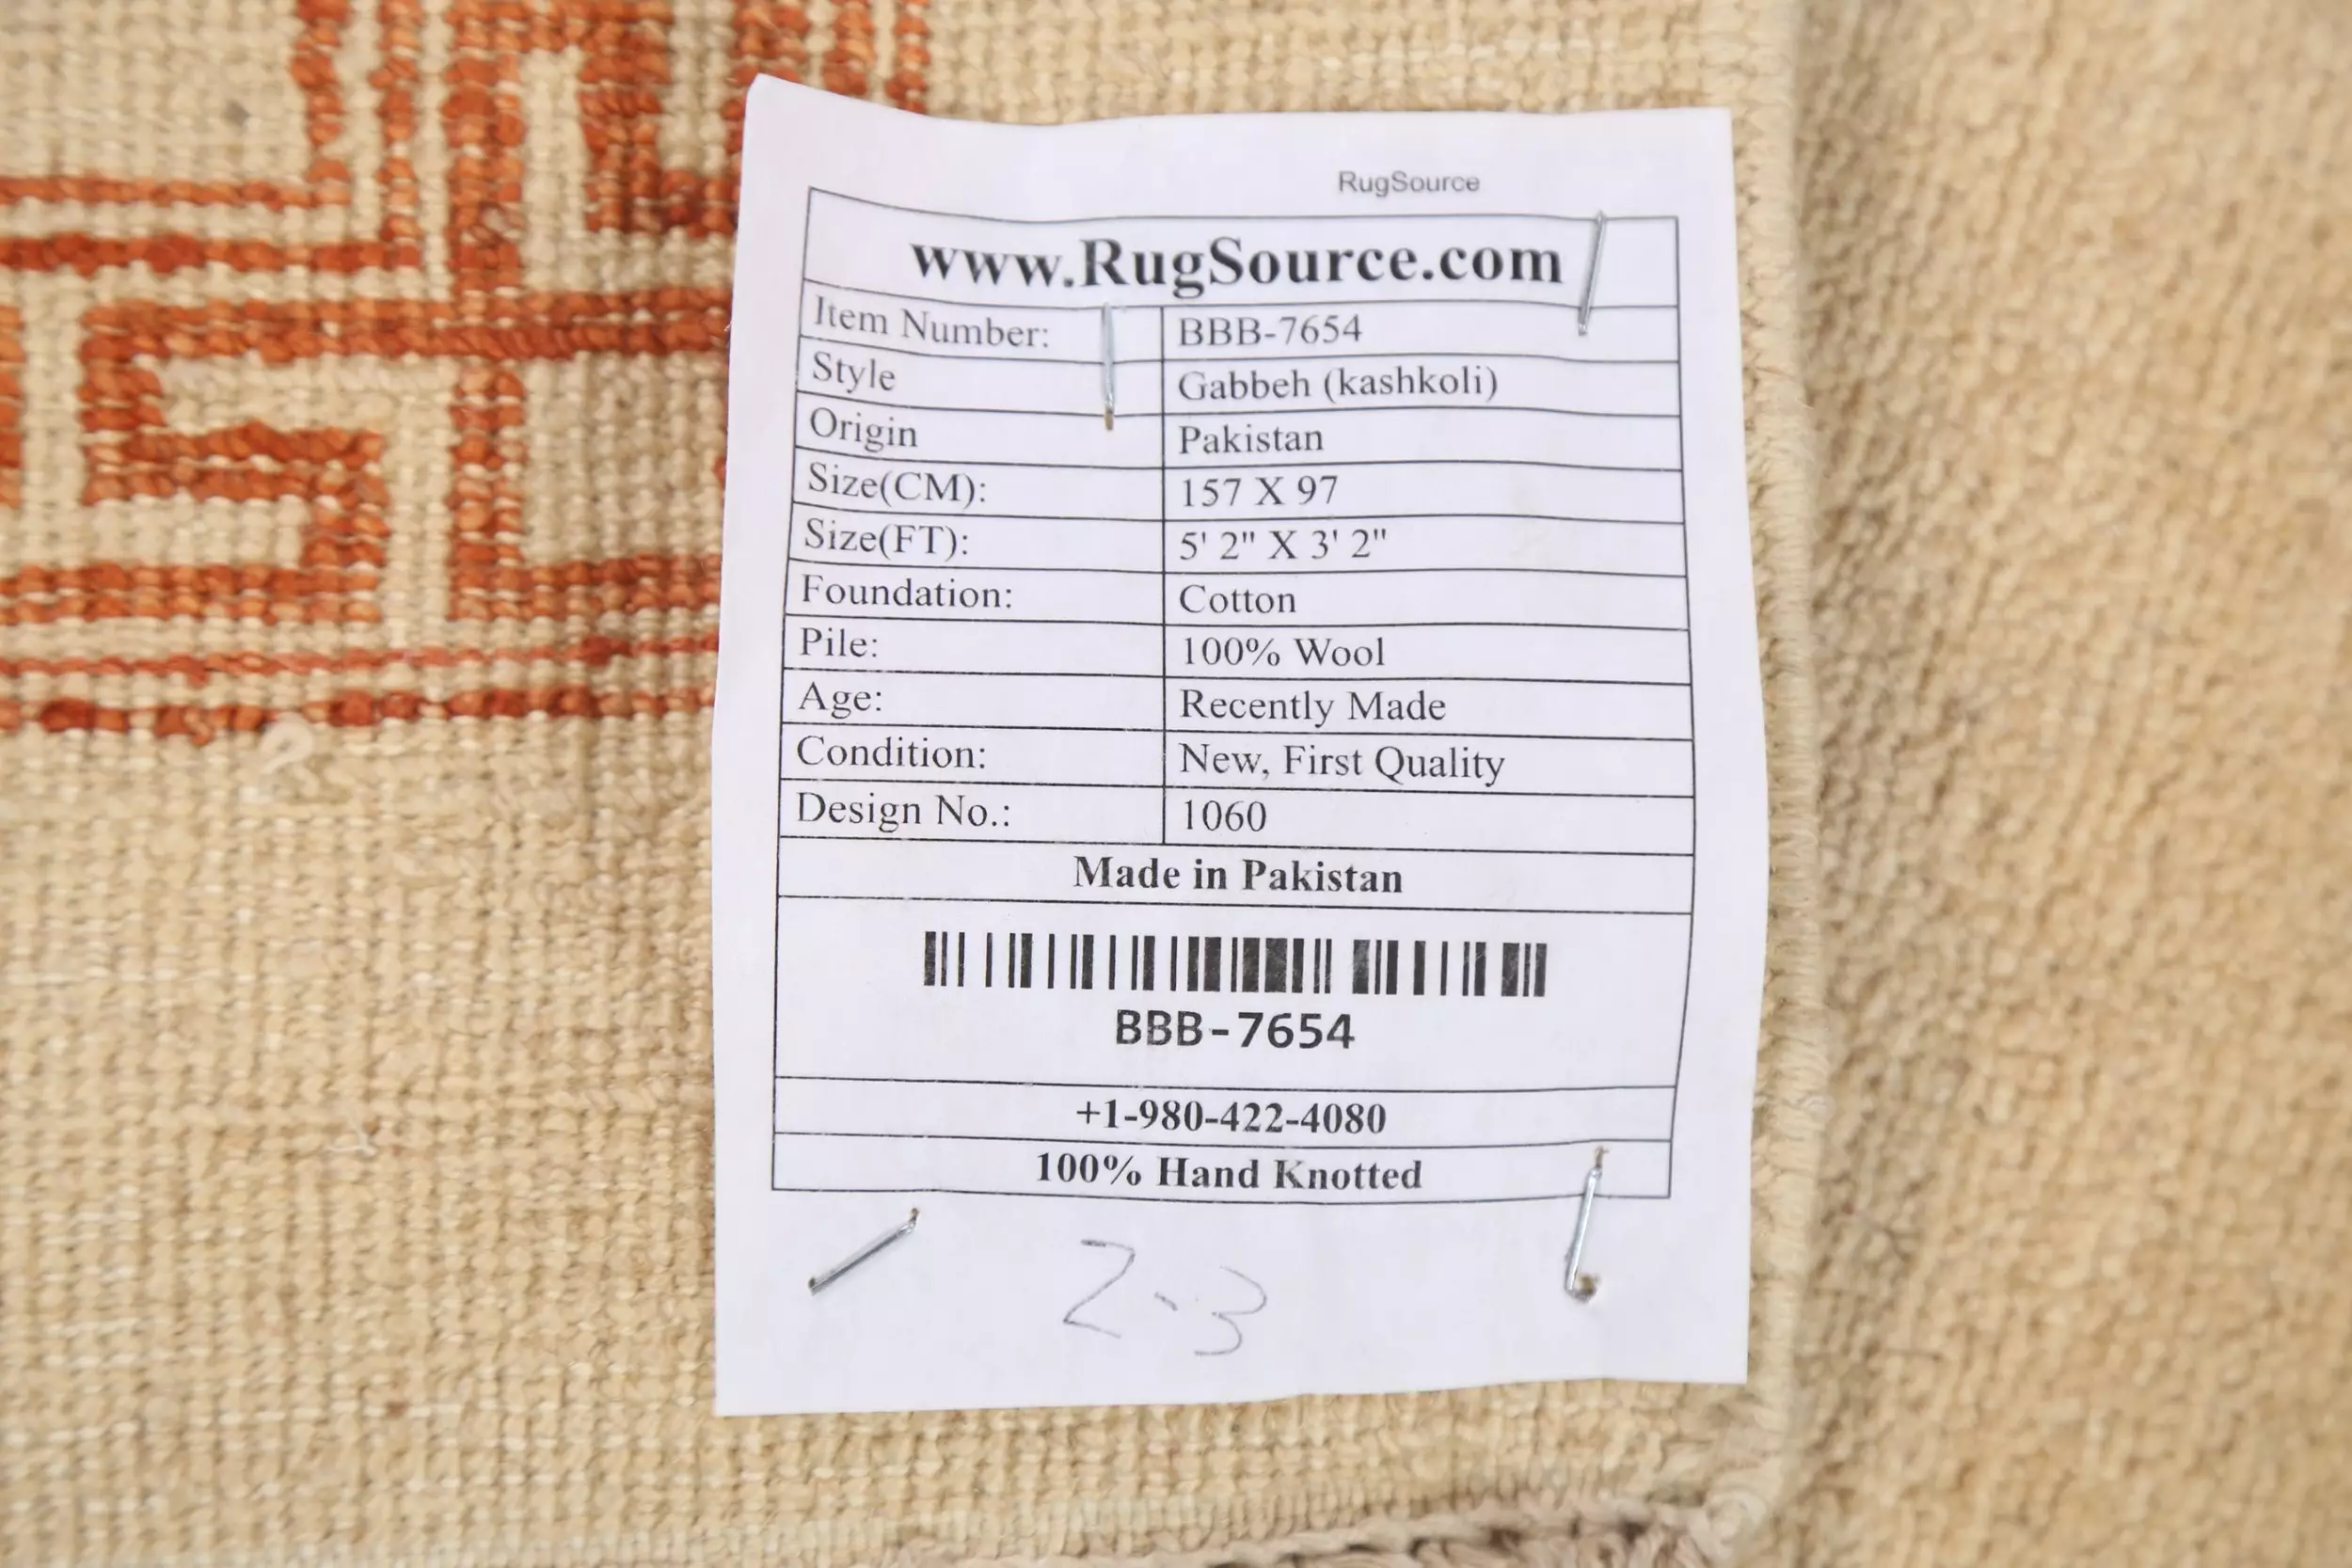 RugSource
www.RugSource.com
Item Number: BBB-7654
Style Gabbeh (kashkoli)
Origin Pakistan
Size(CM): 157 X 97
Size(FT): 5' 2" X 3' 2"
Foundation: Cotton
Pile: 100% Wool
Age: Recently Made
Condition: New, First Quality
Design No.: 1060
Made in Pakistan
BBB-7654
+1-980-422-4080
100% Hand Knotted
Z-3